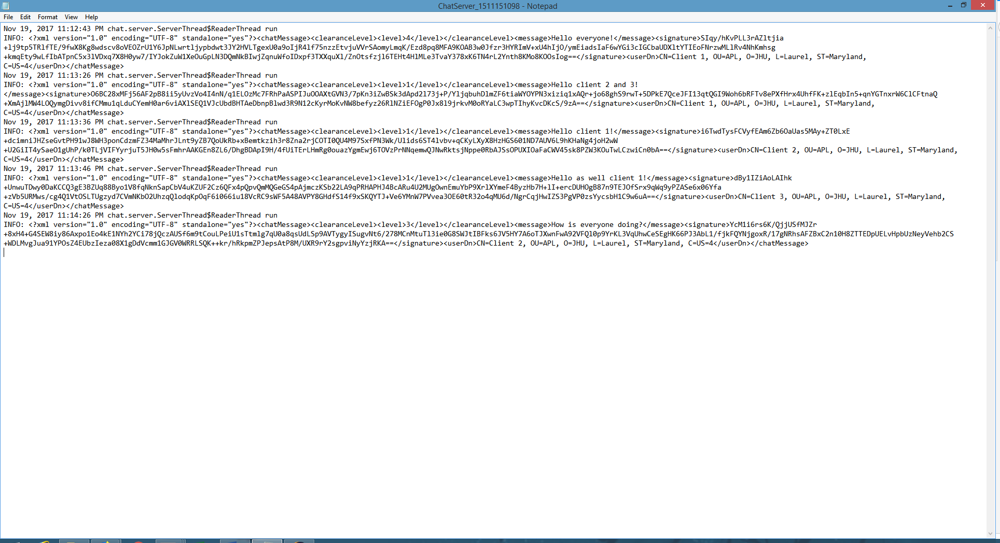 ChatServer_1511151098 - Notepad
File Edit Format View Help
Nov 19, 2017 11:12:43 PM chat.server.ServerThread$ReaderThread run
INFO: <?xml version="1.0" encoding="UTF-8" standalone="yes"?><chatMessage><clearanceLevel><level>4</level></clearanceLevel><message>Hello everyone!</message><signature>SIqy/hKvPLL3rAZltjia
+lj9tp5TRlfTE/9fwX8Kg8wdscv8oVEOZrU1Y6JpNLwrtljypbdwt3JY2HVLTgexU0a9oIjR4lf75nzzEtvjuVVrSAomyLmqK/Ezd8pq8MFA9KOAB3w0Jfzr3HYRImV+xU4hIjO/ymEiadsIaF6wYGi3cIGCbaUDXltYTIEoFNrzwMLlRv4NhKmhsg
+kmqEty9wLfIbATpnC5x3lVDxq7X8H0yw7/IYJokZuW1XeOuGpLN3DQmNkBIwjZqnuWfoIDxpf3TXXquXl/ZnOtsfzjl6TEHt4HlMLe3TvaY378xK6TN4rL2Ynth8KMo8KOOsIog==</signature><userDn>CN=Client 1, OU=APL, O=JHU, L=Laurel, ST=Maryland,
C=US=4</userDn></chatMessage>
Nov 19, 2017 11:13:26 PM chat.server.ServerThread$ReaderThread run
INFO: <?xml version="1.0" encoding="UTF-8" standalone="yes"?><chatMessage><clearanceLevel><level>1</level></clearanceLevel><message>Hello client 2 and 3!
</message><signature>O6BC28xMFj56AF2pB8ii5yUvzVo4I4nN/q1ELOzMc7FRhPaASPIJuOOAXtGVN3/7pKn3iZwBSk3dApd2l73j+P/YljqbuhDlmZF6tiaWYOYPN3xiziq1xAQr+jo68ghS9rwT+5DPkE7QceJFI13qtQGI9Woh6bRFTv8ePXfHrx4UhfFK+zlEqbIn5+qnYGTnxrW6ClCFtnaQ
+XmAjlMW4LOQymgDivv8ifCMmu1qLduCYemH0ar6viAXlSEQ1VJcUbdBHTAeDbnpBlwd3R9N12cKyrMoKvNW8befyz26RlNZiEFOgP0Jx8l9jrkvM0oRYaLC3wpTIhyKvcDKcS/9zA==</signature><userDn>CN=Client 1, OU=APL, O=JHU, L=Laurel, ST=Maryland,
C=US=4</userDn></chatMessage>
Nov 19, 2017 11:13:36 PM chat.server.ServerThread$ReaderThread run
INFO: <?xml version="1.0" encoding="UTF-8" standalone="yes"?><chatMessage><clearanceLevel><level>1</level></clearanceLevel><message>Hello client 1!</message><signature>i6TwdTysFCVyfEAm6Zb6OaUas5MAy+ZT0LxE
+dcimniJHZseGvtPH91wJ8WH3ponCdzmFZ34MaMhrJLnt9yZB7QoUkRb+xBemtkzih3r8Zna2rjCOTI0QU4M97SxfPN3Wk/Ulids6ST4lvbv+qCKyLXyX8HzHGS601ND7AUV6L9hKHaNg4joH2wW
+U2GiIT4ySaeO1gUhP/k0TLjVIFYyrjuT5JH0w5sFmhrAAKGEn8ZL6/DhgBDApI9H/4fUiTErLHmRg0ouazYgmEwj6TOVzPrNNqemwQJNwRktsjNppe0RbAJSsOPUXIOaFaCWV45sk8PZW3KOuTwLCzwiCn0bA==</signature><userDn>CN=Client 2, OU=APL, O=JHU, L=Laurel, ST=Maryland,
C=US=4</userDn></chatMessage>
Nov 19, 2017 11:13:46 PM chat.server.ServerThread$ReaderThread run
INFO: <?xml version="1.0" encoding="UTF-8" standalone="yes"?><chatMessage><clearanceLevel><level>1</level></clearanceLevel><message>Hello as well client 1!</message><signature>dBy1IZiAoLAIhk
+UnwuTDwy0DaKCCQ3gE3BZUq88Byo1V8fqNknSapCbV4uKZUF2Cz6QFx4pQpvQmMQGeGS4pAjmczKSb22LA9qPRHAPHJ4BcARu4U2MUgOwnEmuYbP9XrlXYmeF4ByzHb7H+lI+ercDUHOgB87n9TEJOfSrx9qWq9yPZASe6x06Yfa
+zVb5URMws/cg4Q1VtOSLTUgzyd7CVmNKbO2UhzqQlodqKpOqF6i066iu18VcRC9sWF5A48AVPY8GHdfS14f9xSKQYTJ+Ve6YMnW7PVvea3OE60tR32o4qMU6d/NgrCqjHwIZS3PgVP0zsYycsbH1C9w6uA==</signature><userDn>CN=Client 3, OU=APL, O=JHU, L=Laurel, ST=Maryland,
C=US=4</userDn></chatMessage>
Nov 19, 2017 11:14:26 PM chat.server.ServerThread$ReaderThread run
INFO: <?xml version="1.0" encoding="UTF-8" standalone="yes"?><chatMessage><clearanceLevel><level>3</level></clearanceLevel><message>How is everyone doing?</message><signature>YcM1i6rs6K/QjjUSfMJZr
+8xH4+G4SEW8iy86Axpo1Eo4kE1NYh2YCi78jQczAUSf6m9tCouLPeiU1sTtmlg7qU0a8qsUdLSp9AVTygyISugvNt6/278MCnMtuTl3ie0G8SWJtIBFks6JV5HY7A6oTJXwnFwA92VFQl0p9YrKL3VqUhwCeSEgHK66PJ3AbL1/fjkFQYNjgoxR/17gNRhsAFZBxC2n10H8ZTTEDpUELvHpbUzNeyVehb2CS
+WDLMvgJua91YPOsZ4EUbzIeza08X1gDdVcmm1GJGV0WRRLSQK++kr/hRkpmZPJepsAtP8M/UXR9rY2sgpviNyYzjRKA==</signature><userDn>CN=Client 2, OU=APL, O=JHU, L=Laurel, ST=Maryland, C=US=4</userDn></chatMessage>